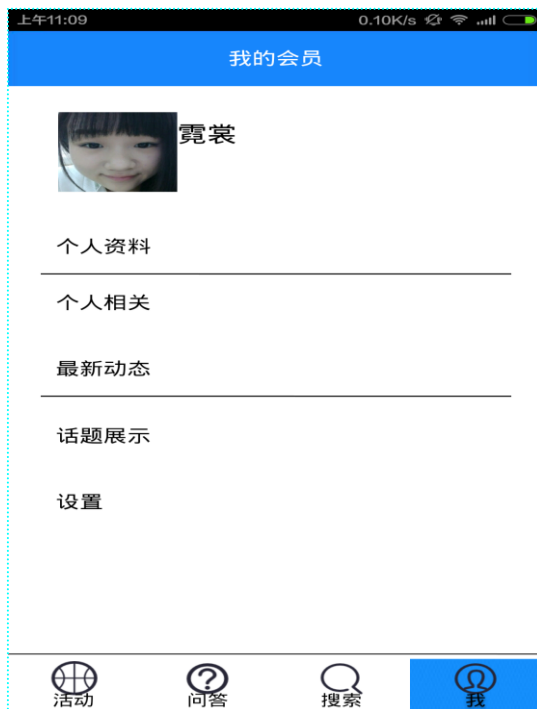 上午11:09 0.10K/s
我的会员
霓裳
个人资料
个人相关
最新动态
话题展示
设置
活动 问答 搜索 我